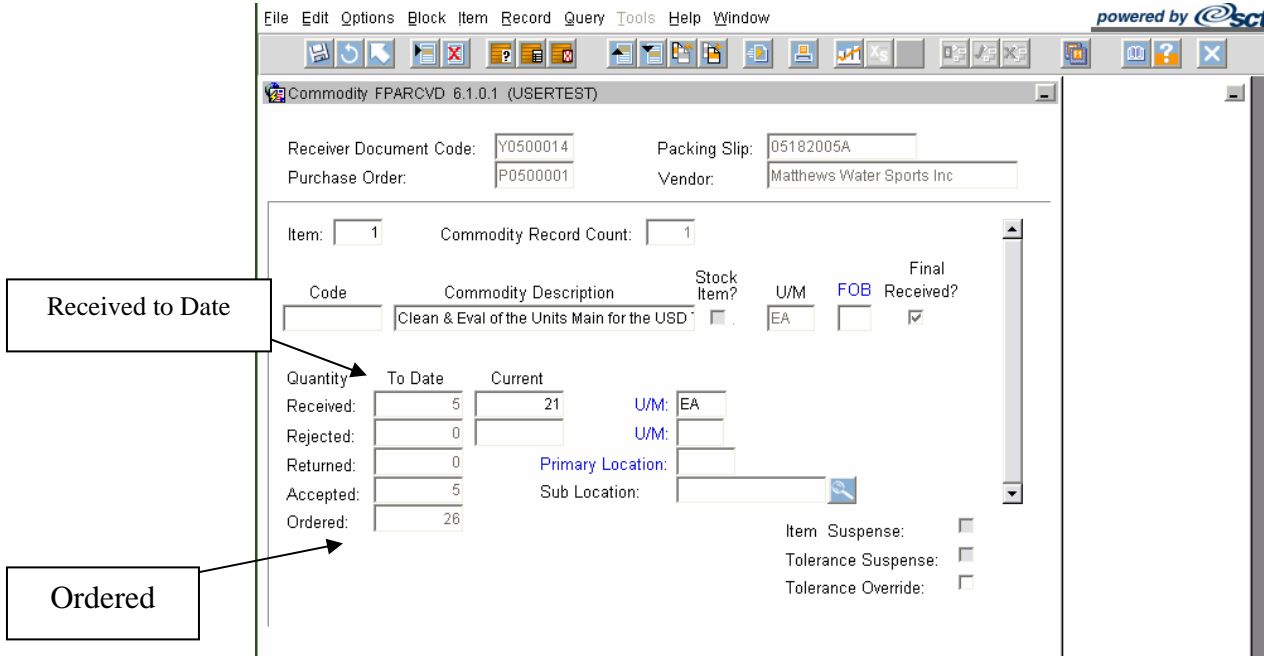 File Edit Options Block Item Record Query Tools Help Window
powered by sct
Commodity FPARCVD 6.1.0.1 (USERTEST)
Receiver Document Code: Y0500014 Packing Slip: 05182005A
Purchase Order: P0500001 Vendor: Matthews Water Sports Inc
Item: 1 Commodity Record Count: 1
Code Commodity Description Stock Item? U/M FOB Final Received?
Clean & Eval of the Units Main for the USD EA
Received to Date
Quantity To Date Current
Received: 5 21 U/M: EA
Rejected: 0 U/M:
Returned: 0 Primary Location:
Accepted: 5 Sub Location:
Ordered: 26
Item Suspense:
Tolerance Suspense:
Tolerance Override:
Ordered